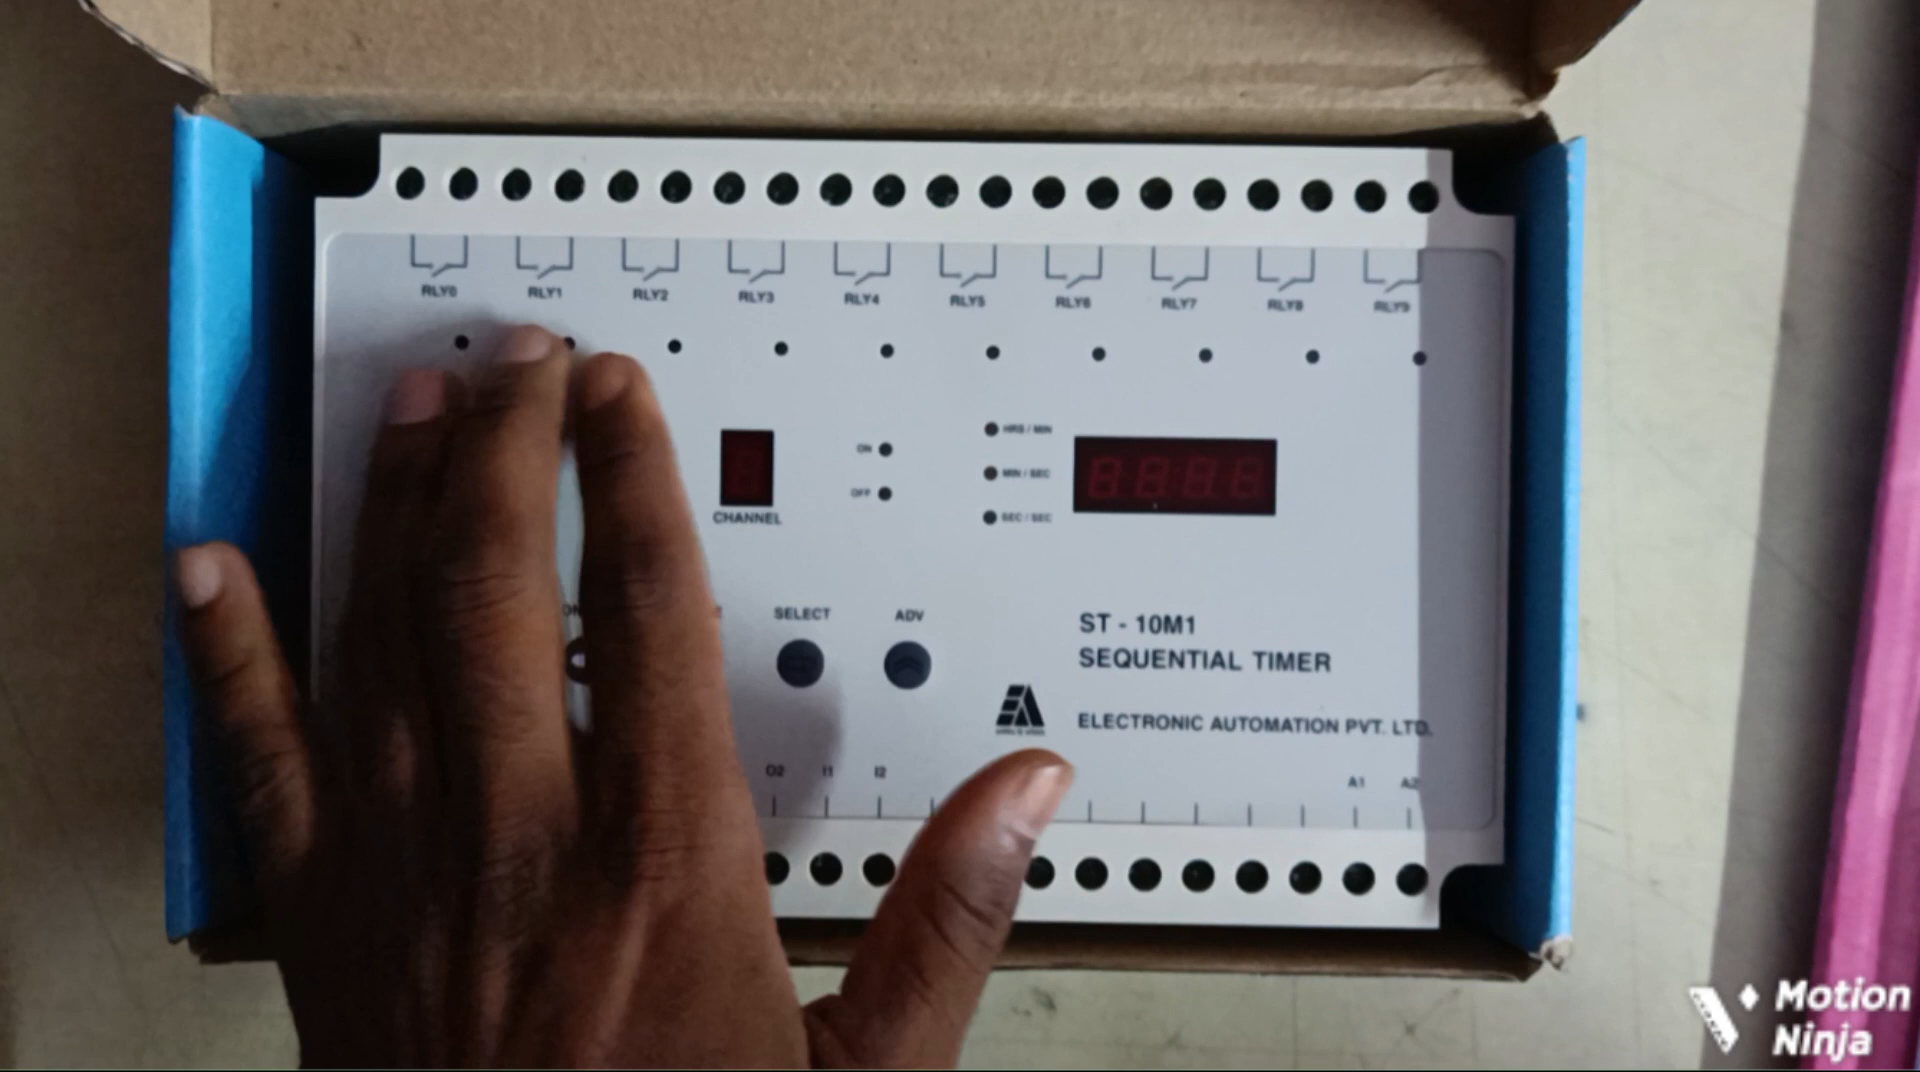 RLY0 RLY1 RLY2 RLY3 RLY4 RLY5 RLY6 RLY7 RLY8 RLY9
HRS / MIN
ON
MIN / SEC
OFF
SEC / SEC
CHANNEL
SELECT ADV
ST - 10M1
SEQUENTIAL TIMER
ELECTRONIC AUTOMATION PVT. LTD.
O2 I1 I2 A1 A2
Motion
Ninja